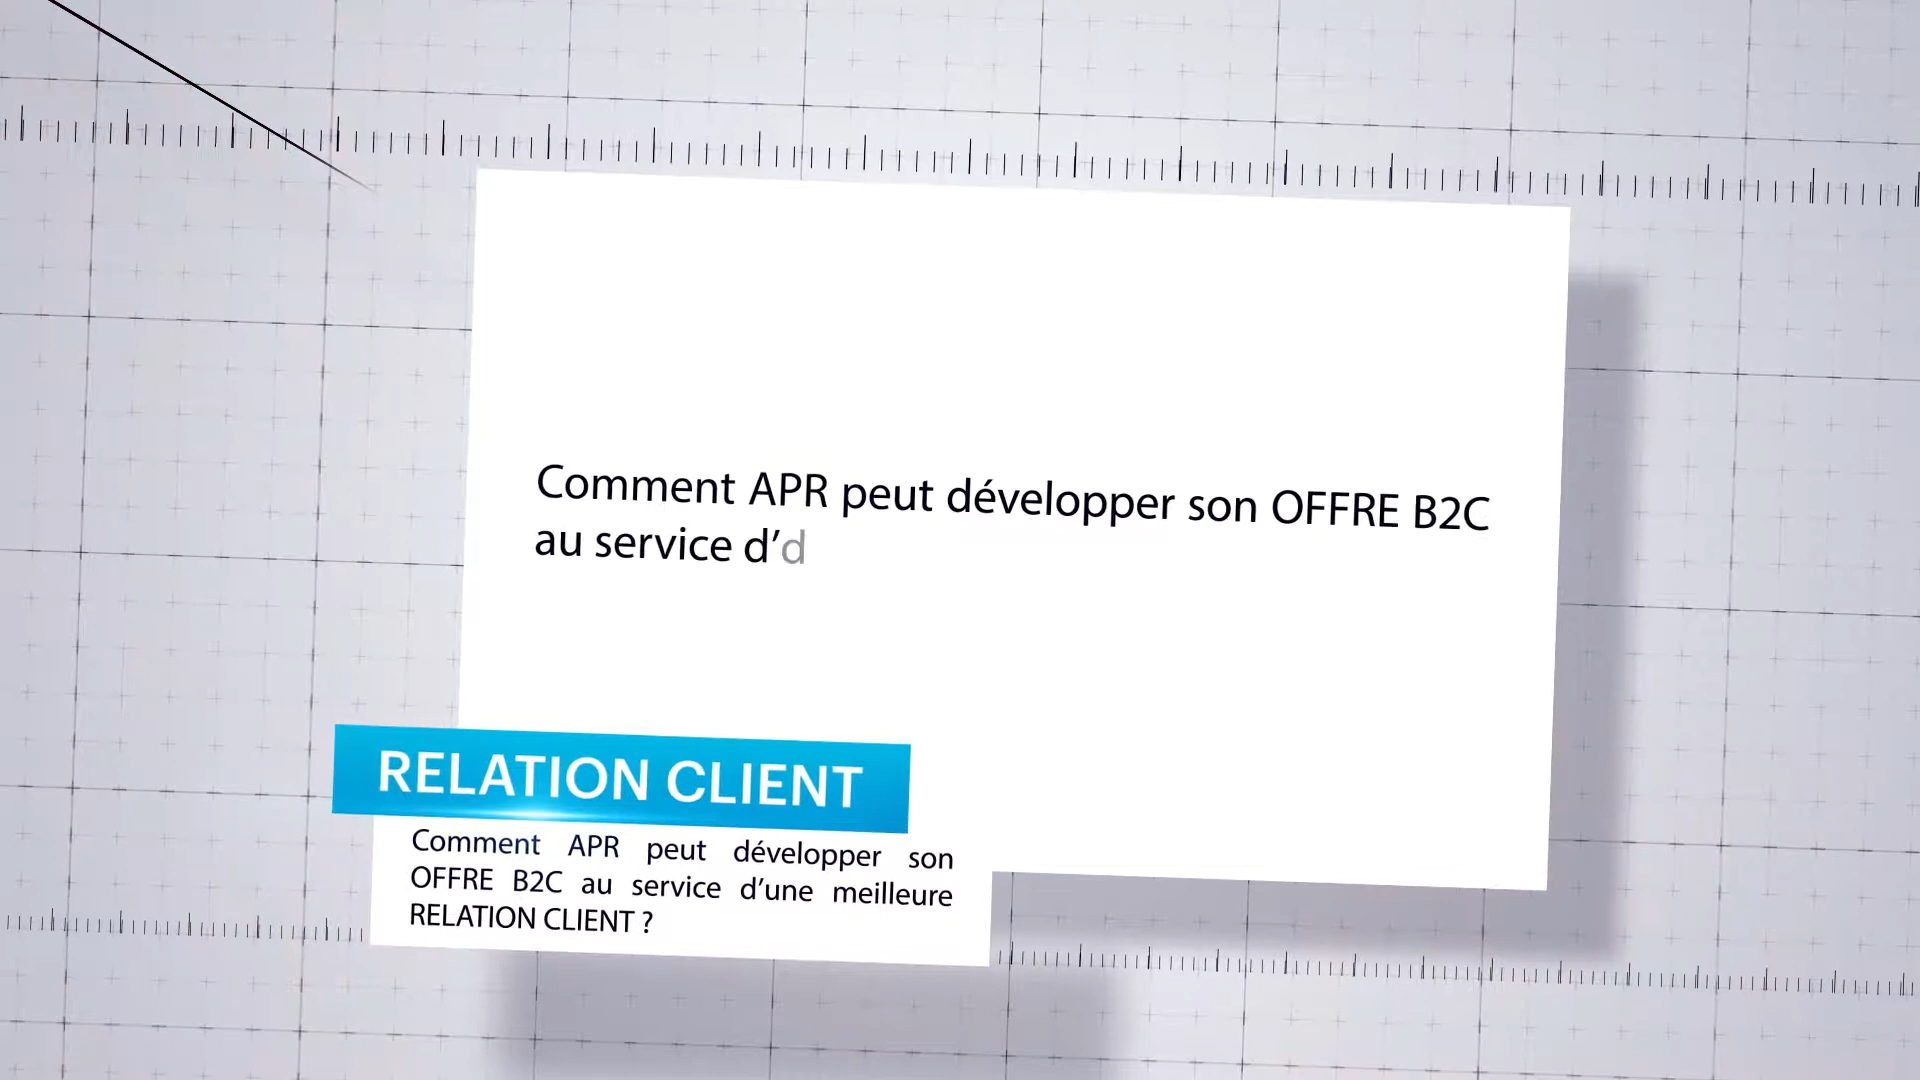 Comment APR peut développer son OFFRE B2C
au service d’d
RELATION CLIENT
Comment APR peut développer son
OFFRE B2C au service d’une meilleure
RELATION CLIENT ?